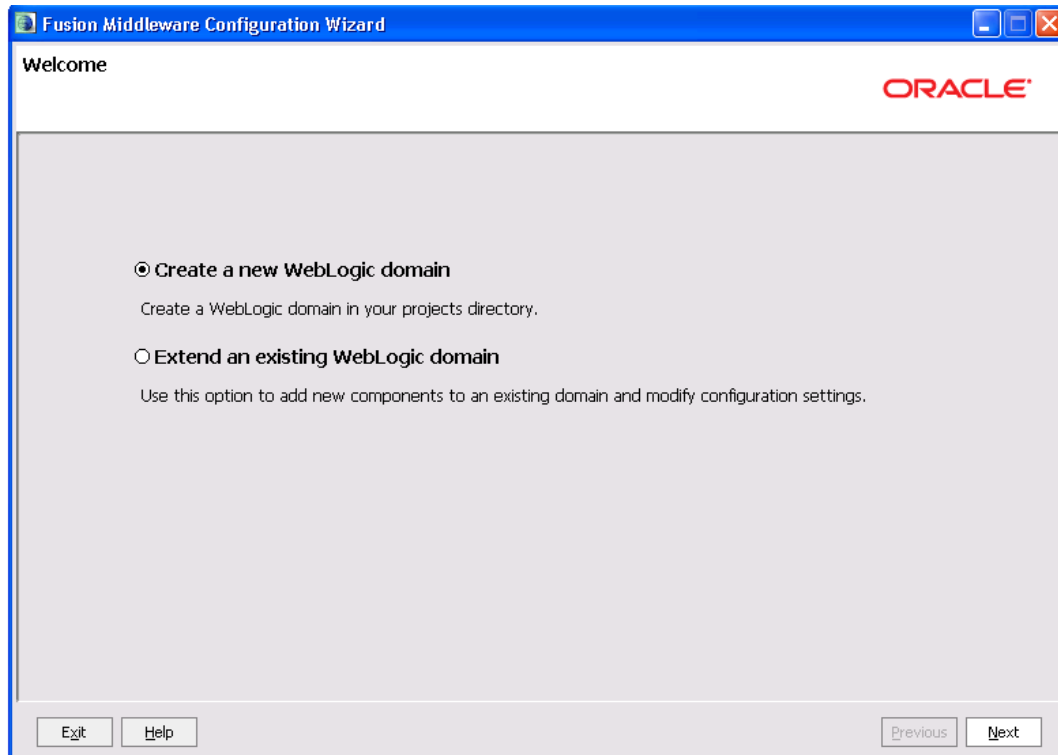 Fusion Middleware Configuration Wizard
Welcome
ORACLE
Create a new WebLogic domain
Create a WebLogic domain in your projects directory.
Extend an existing WebLogic domain
Use this option to add new components to an existing domain and modify configuration settings.
Exit Help Previous Next